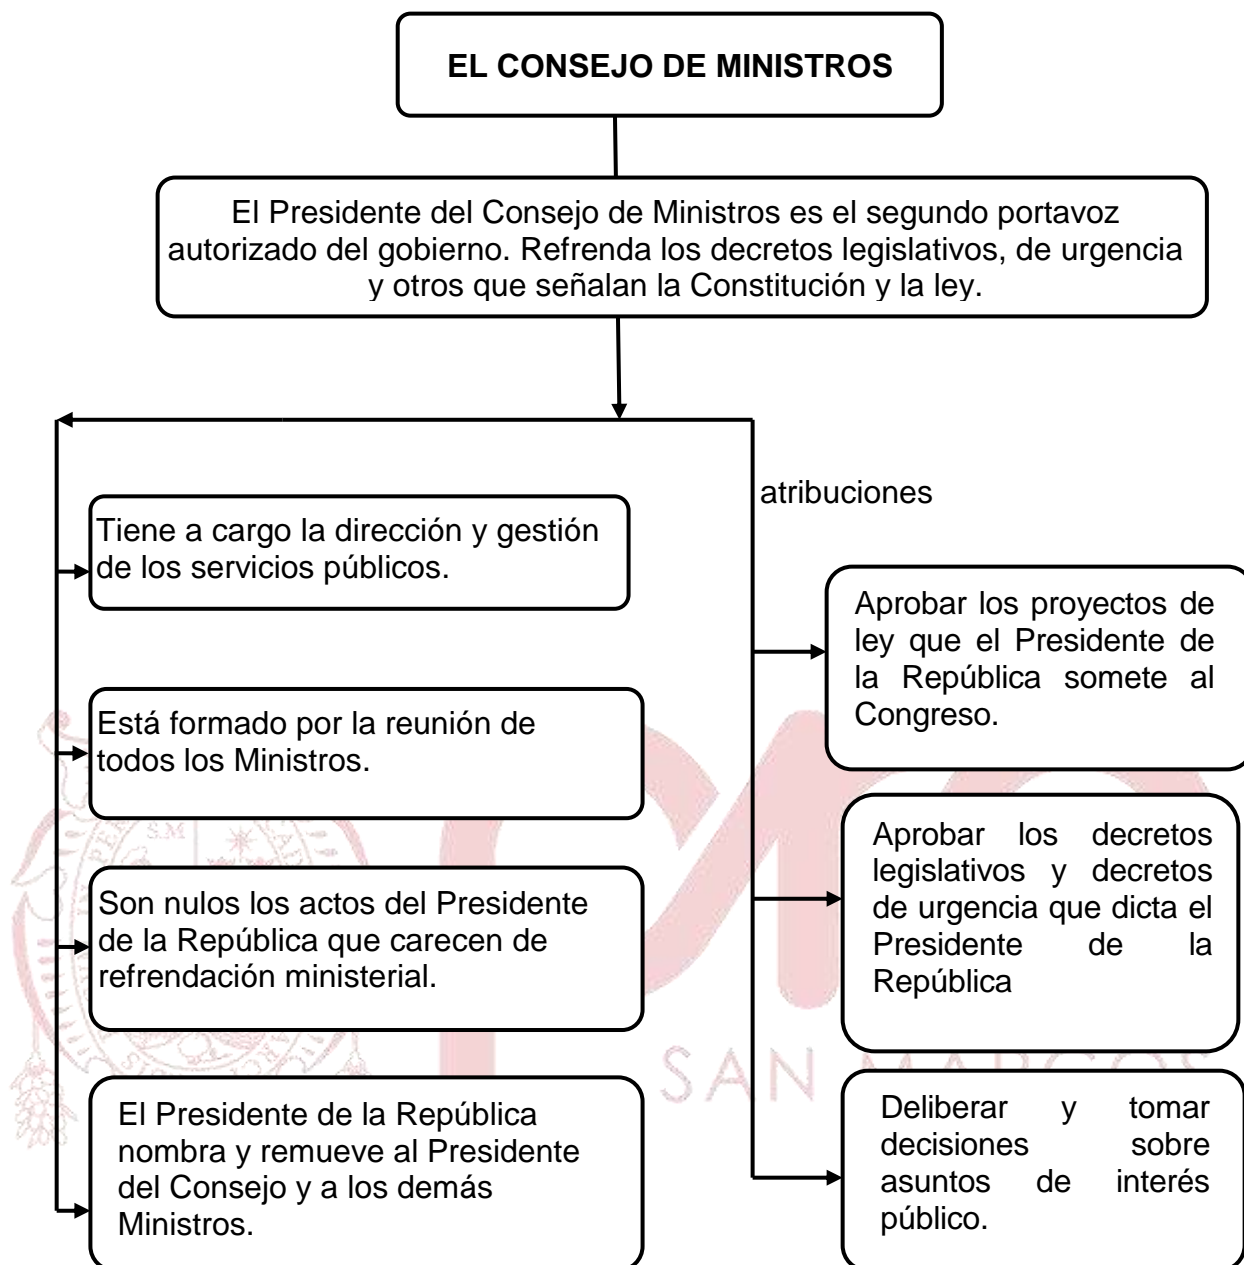 EL CONSEJO DE MINISTROS
El Presidente del Consejo de Ministros es el segundo portavoz
autorizado del gobierno. Refrenda los decretos legislativos, de urgencia
y otros que señalan la Constitución y la ley.
Tiene a cargo la dirección y gestión
de los servicios públicos.
Está formado por la reunión de
todos los Ministros.
Son nulos los actos del Presidente
de la República que carecen de
refrendación ministerial.
El Presidente de la República
nombra y remueve al Presidente
del Consejo y a los demás
Ministros.
atribuciones
Aprobar los proyectos de
ley que el Presidente de
la República somete al
Congreso.
Aprobar los decretos
legislativos y decretos
de urgencia que dicta el
Presidente de la
República
Deliberar y tomar
decisiones sobre
asuntos de interés
público.
S.M
SAN MARCOS